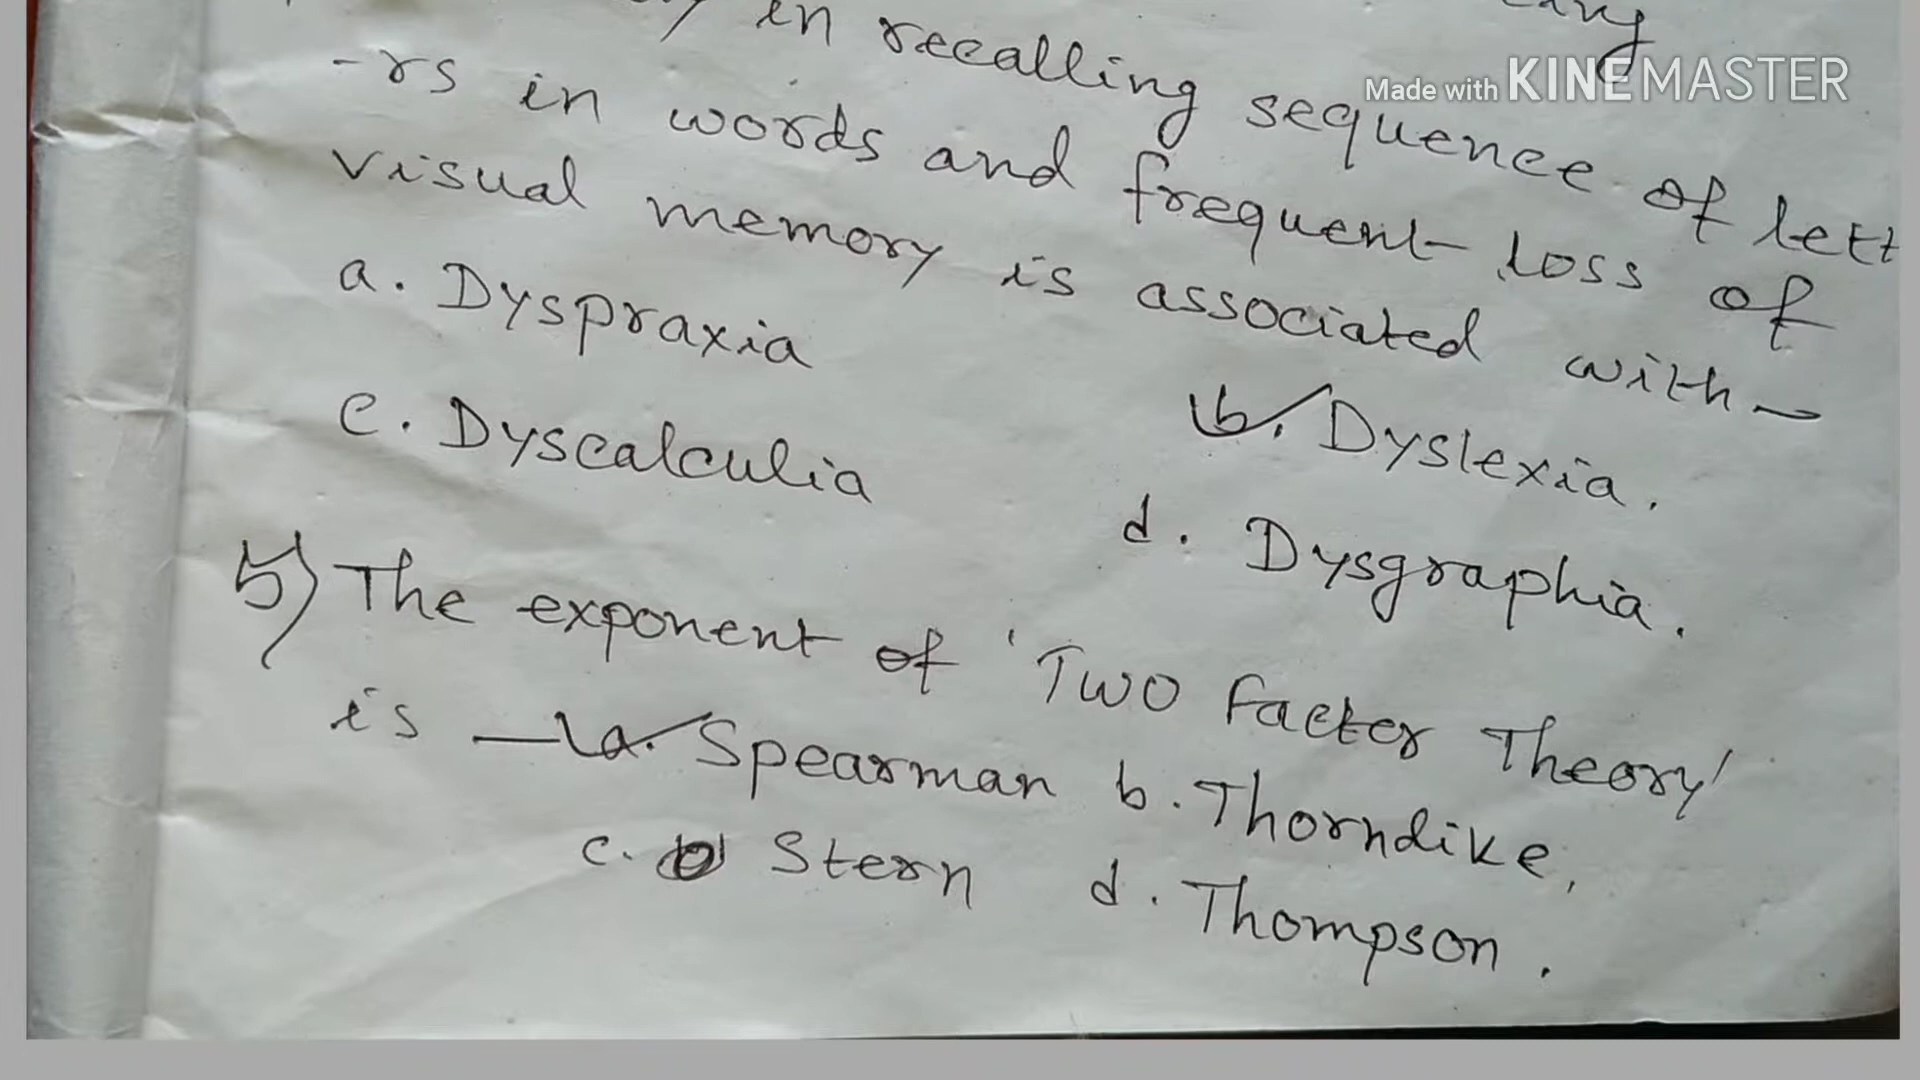 in recalling sequence of lett
-rs in words and frequent loss of
visual memory is associated with –
a. Dyspraxia
b. Dyslexia.
c. Dyscalculia
d. Dysgraphia.
5) The exponent of 'Two Factor Theory'
is — a. Spearman b. Thorndike,
c. Stern d. Thompson.
Made with KINEMASTER